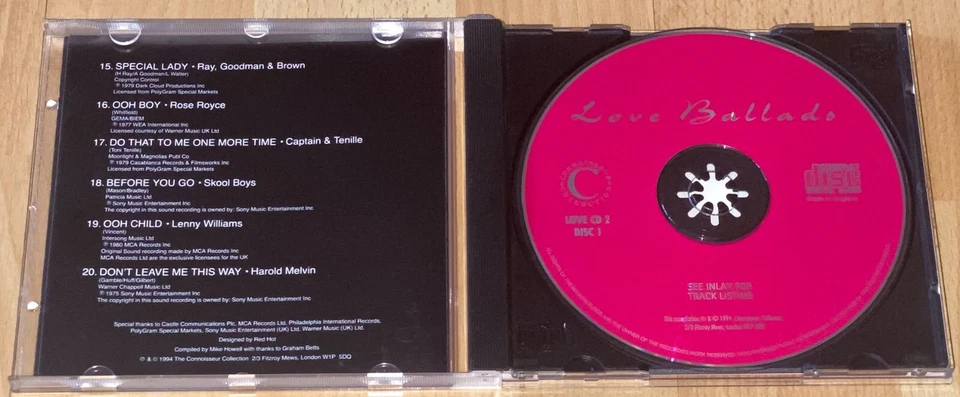 15. SPECIAL LADY • Ray, Goodman & Brown
(H Ray/A Goodman/L Walter)
Copyright Control
℗ 1979 Dark Cloud Productions Inc
Licensed from PolyGram Special Markets
16. OOH BOY • Rose Royce
(Whitfield)
GEMA/BIEM
℗ 1977 WEA International Inc
Licensed courtesy of Warner Music UK Ltd
17. DO THAT TO ME ONE MORE TIME • Captain & Tenille
(Toni Tenille)
Moonlight & Magnolias Publ Co
℗ 1979 Casablanca Records & Filmworks Inc
Licensed from PolyGram Special Markets
18. BEFORE YOU GO • Skool Boys
(Mason/Bradley)
Patricia Music Ltd
℗ Sony Music Entertainment Inc
The copyright in this sound recording is owned by: Sony Music Entertainment Inc
19. OOH CHILD • Lenny Williams
(Vincent)
Intersong Music Ltd
℗ 1980 MCA Records Inc
Original Sound recording made by MCA Records Inc
MCA Records Ltd are the exclusive licensees for the UK
20. DON'T LEAVE ME THIS WAY • Harold Melvin
(Gamble/Huff/Gilbert)
Warner Chappell Music Ltd
℗ 1975 Sony Music Entertainment Inc
The copyright in this sound recording is owned by: Sony Music Entertainment Inc
Special thanks to Castle Communications Plc, MCA Records Ltd, Philadelphia International Records,
PolyGram Special Markets, Sony Music Entertainment (UK) Ltd, Warner Music (UK) Ltd.
Designed by Red Hot
Compiled by Mike Howell with thanks to Graham Betts
℗ & © 1994 The Connoisseur Collection 2/3 Fitzroy Mews, London W1P 5DQ
Love Ballads
C
COMPACT
disc
DIGITAL AUDIO
LOVE CD 2
DISC 1
SEE INLAY FOR
TRACK LISTING